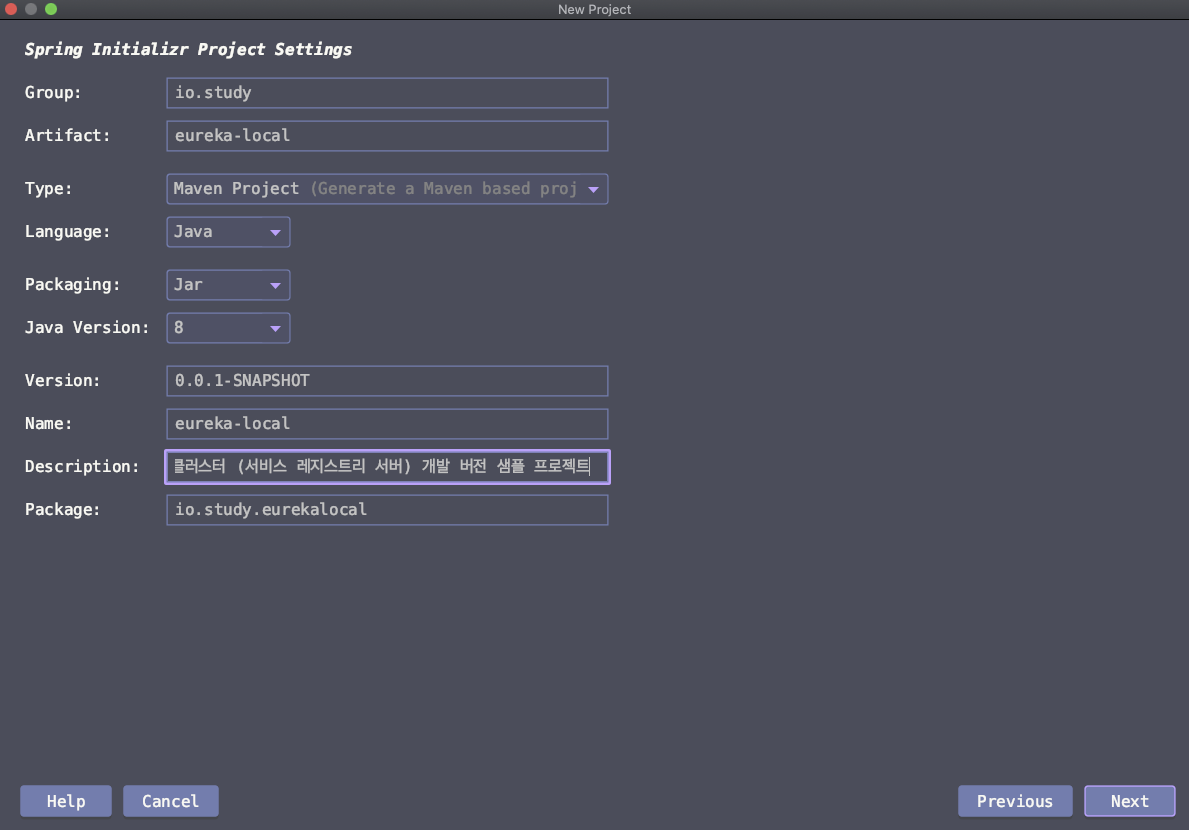 New Project
Spring Initializr Project Settings
Group: io.study
Artifact: eureka-local
Type: Maven Project (Generate a Maven based proj
Language: Java
Packaging: Jar
Java Version: 8
Version: 0.0.1-SNAPSHOT
Name: eureka-local
Description: 클러스터 (서비스 레지스트리 서버) 개발 버전 샘플 프로젝트
Package: io.study.eurekalocal
Help Cancel Previous Next